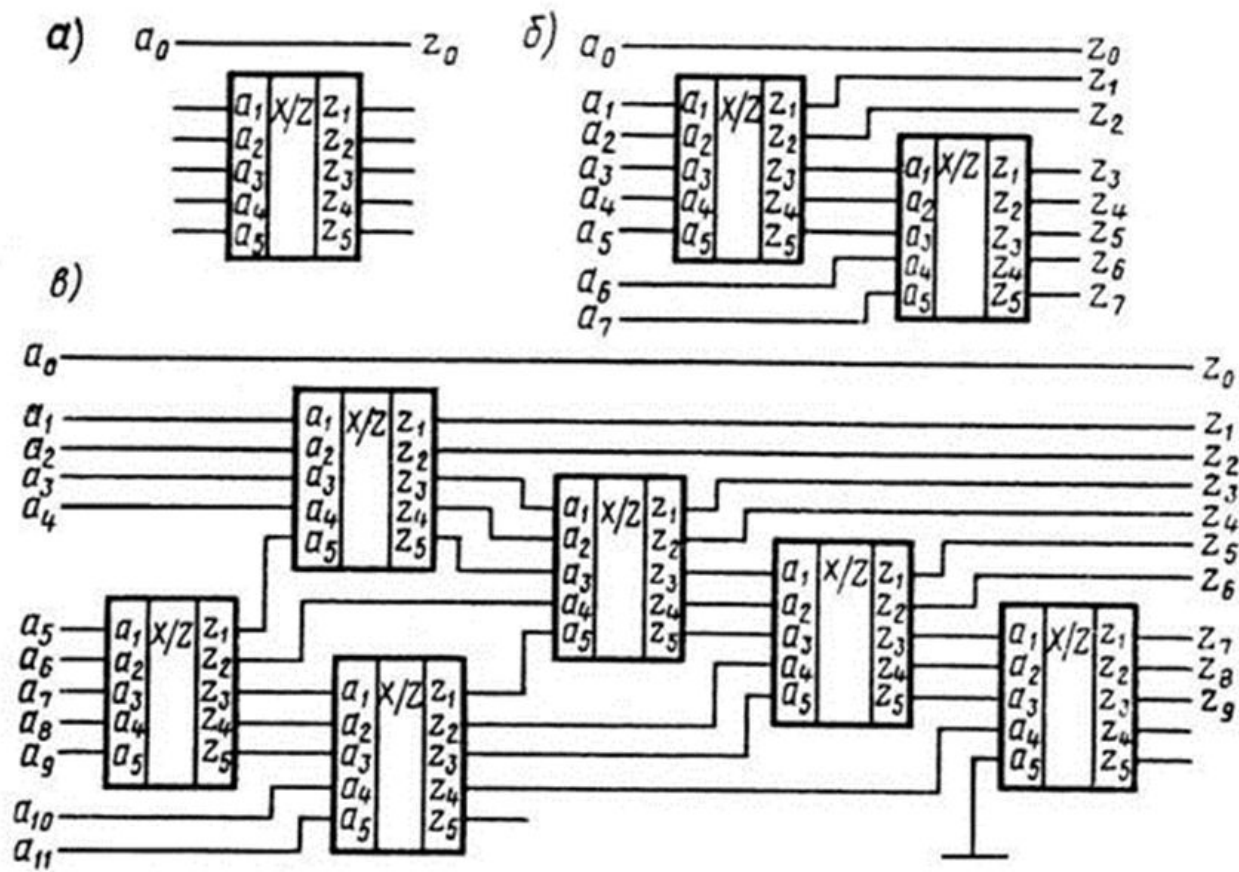 а) a₀ z₀
a₁ X/Z z₁
a₂ z₂
a₃ z₃
a₄ z₄
a₅ z₅
б) a₀ z₀
z₁
a₁ a₁ X/Z z₁ z₂
a₂ a₂ z₂
a₃ a₃ z₃ a₁ X/Z z₁ z₃
a₄ a₄ z₄ a₂ z₂ z₄
a₅ a₅ z₅ a₃ z₃ z₅
a₆ a₄ z₄ z₆
a₇ a₅ z₅ z₇
в)
a₀ z₀
a₁ a₁ X/Z z₁ z₁
a₂ a₂ z₂ z₂
a₃ a₃ z₃ z₃
a₄ a₄ z₄ a₁ X/Z z₁ z₄
a₅ z₅ a₂ z₂ z₅
a₃ z₃ a₁ X/Z z₁ z₆
a₄ z₄ a₂ z₂
a₅ a₁ X/Z z₁ a₅ z₅ a₃ z₃ a₁ X/Z z₁ z₇
a₆ a₂ z₂ a₄ z₄ a₂ z₂ z₈
a₇ a₃ z₃ a₁ X/Z z₁ a₅ z₅ a₃ z₃ z₉
a₈ a₄ z₄ a₂ z₂ a₄ z₄
a₉ a₅ z₅ a₃ z₃ a₅ z₅
a₁₀ a₄ z₄
a₁₁ a₅ z₅